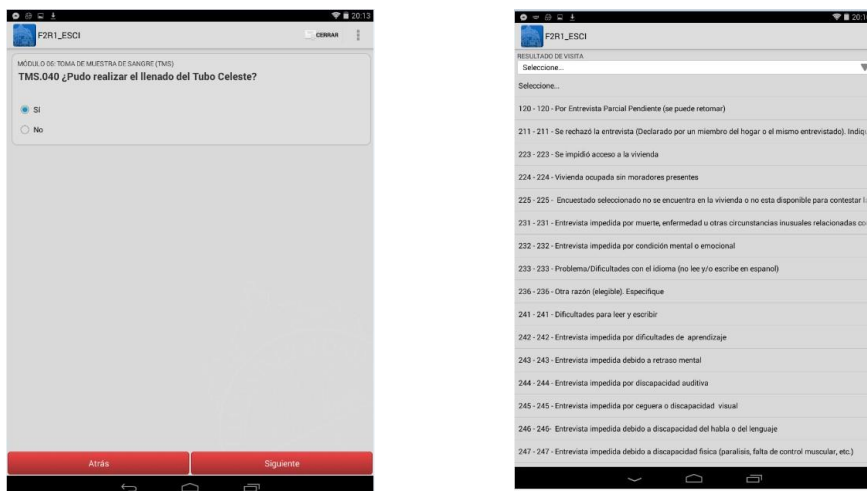 20:13
F2R1_ESCI
CERRAR
MÓDULO 06: TOMA DE MUESTRA DE SANGRE (TMS)
TMS.040 ¿Pudo realizar el llenado del Tubo Celeste?
Sí
No
Atrás
Siguiente
F2R1_ESCI
RESULTADO DE VISITA
Seleccione...
Seleccione...
120 - 120 - Por Entrevista Parcial Pendiente (se puede retomar)
211 - 211 - Se rechazó la entrevista (Declarado por un miembro del hogar o el mismo entrevistado).
223 - 223 - Se impidió acceso a la vivienda
224 - 224 - Vivienda ocupada sin moradores presentes
225 - 225 - Encuestado seleccionado no se encuentra en la vivienda o no esta disponible para contestar
231 - 231 - Entrevista impedida por muerte, enfermedad u otras circunstancias inusuales relacionadas
232 - 232 - Entrevista impedida por condición mental o emocional
233 - 233 - Problema/Dificultades con el idioma (no lee y/o escribe en espanol)
236 - 236 - Otra razón (elegible). Especifique
241 - 241 - Dificultades para leer y escribir
242 - 242 - Entrevista impedida por dificultades de aprendizaje
243 - 243 - Entrevista impedida debido a retraso mental
244 - 244 - Entrevista impedida por discapacidad auditiva
245 - 245 - Entrevista impedida por ceguera o discapacidad visual
246 - 246- Entrevista impedida debido a discapacidad del habla o del lenguaje
247 - 247 - Entrevista impedida debido a discapacidad fisica (paralisis, falta de control muscular, etc.)